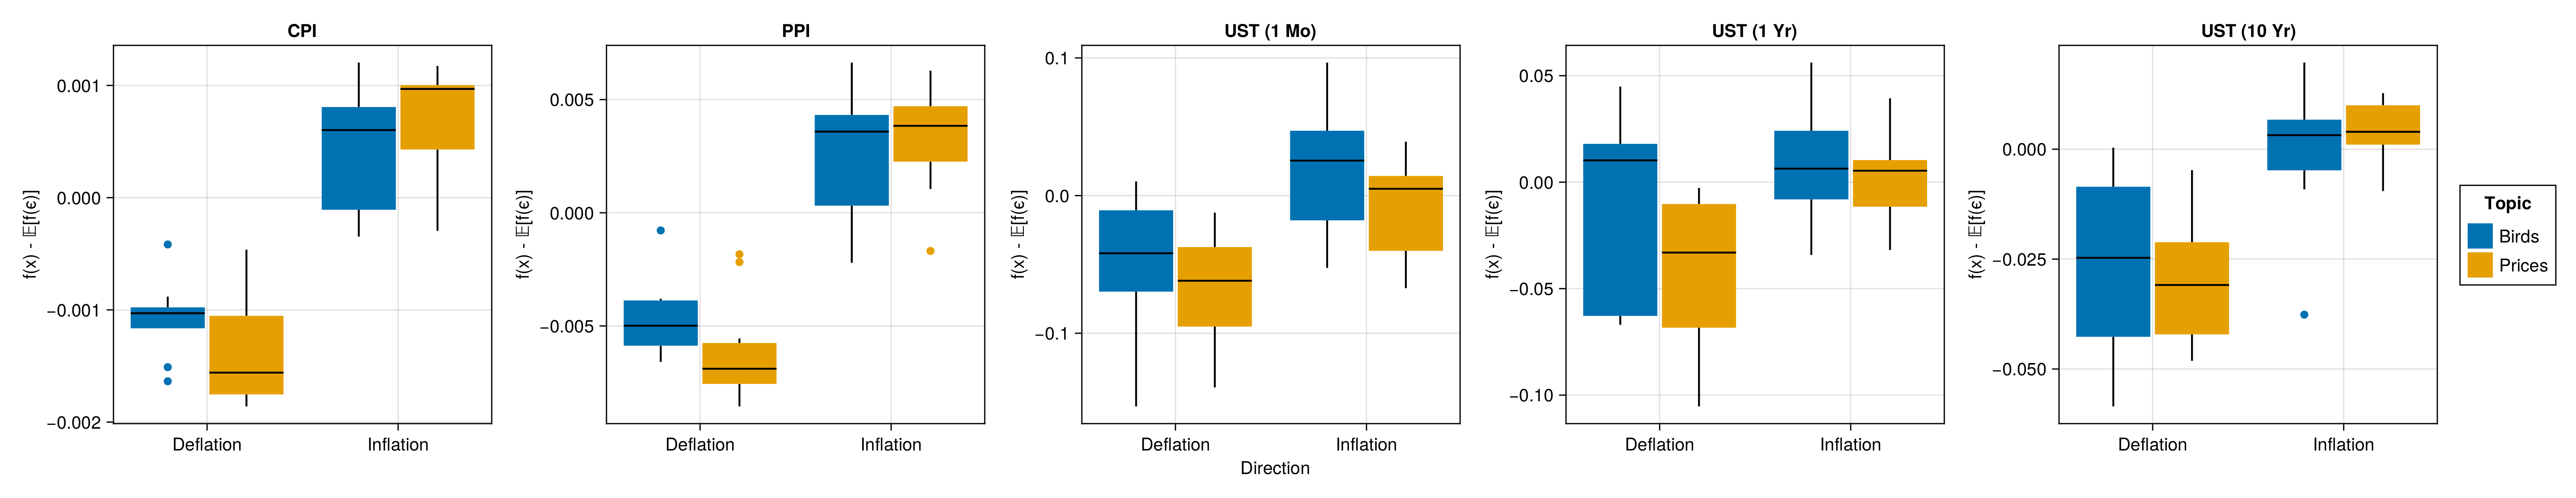 CPI
f(x) - 𝔼[f(ϵ)]
0.001
0.000
−0.001
−0.002
Deflation
Inflation
PPI
f(x) - 𝔼[f(ϵ)]
0.005
0.000
−0.005
Deflation
Inflation
UST (1 Mo)
f(x) - 𝔼[f(ϵ)]
0.1
0.0
−0.1
Deflation
Inflation
Direction
UST (1 Yr)
f(x) - 𝔼[f(ϵ)]
0.05
0.00
−0.05
−0.10
Deflation
Inflation
UST (10 Yr)
f(x) - 𝔼[f(ϵ)]
0.000
−0.025
−0.050
Deflation
Inflation
Topic
Birds
Prices